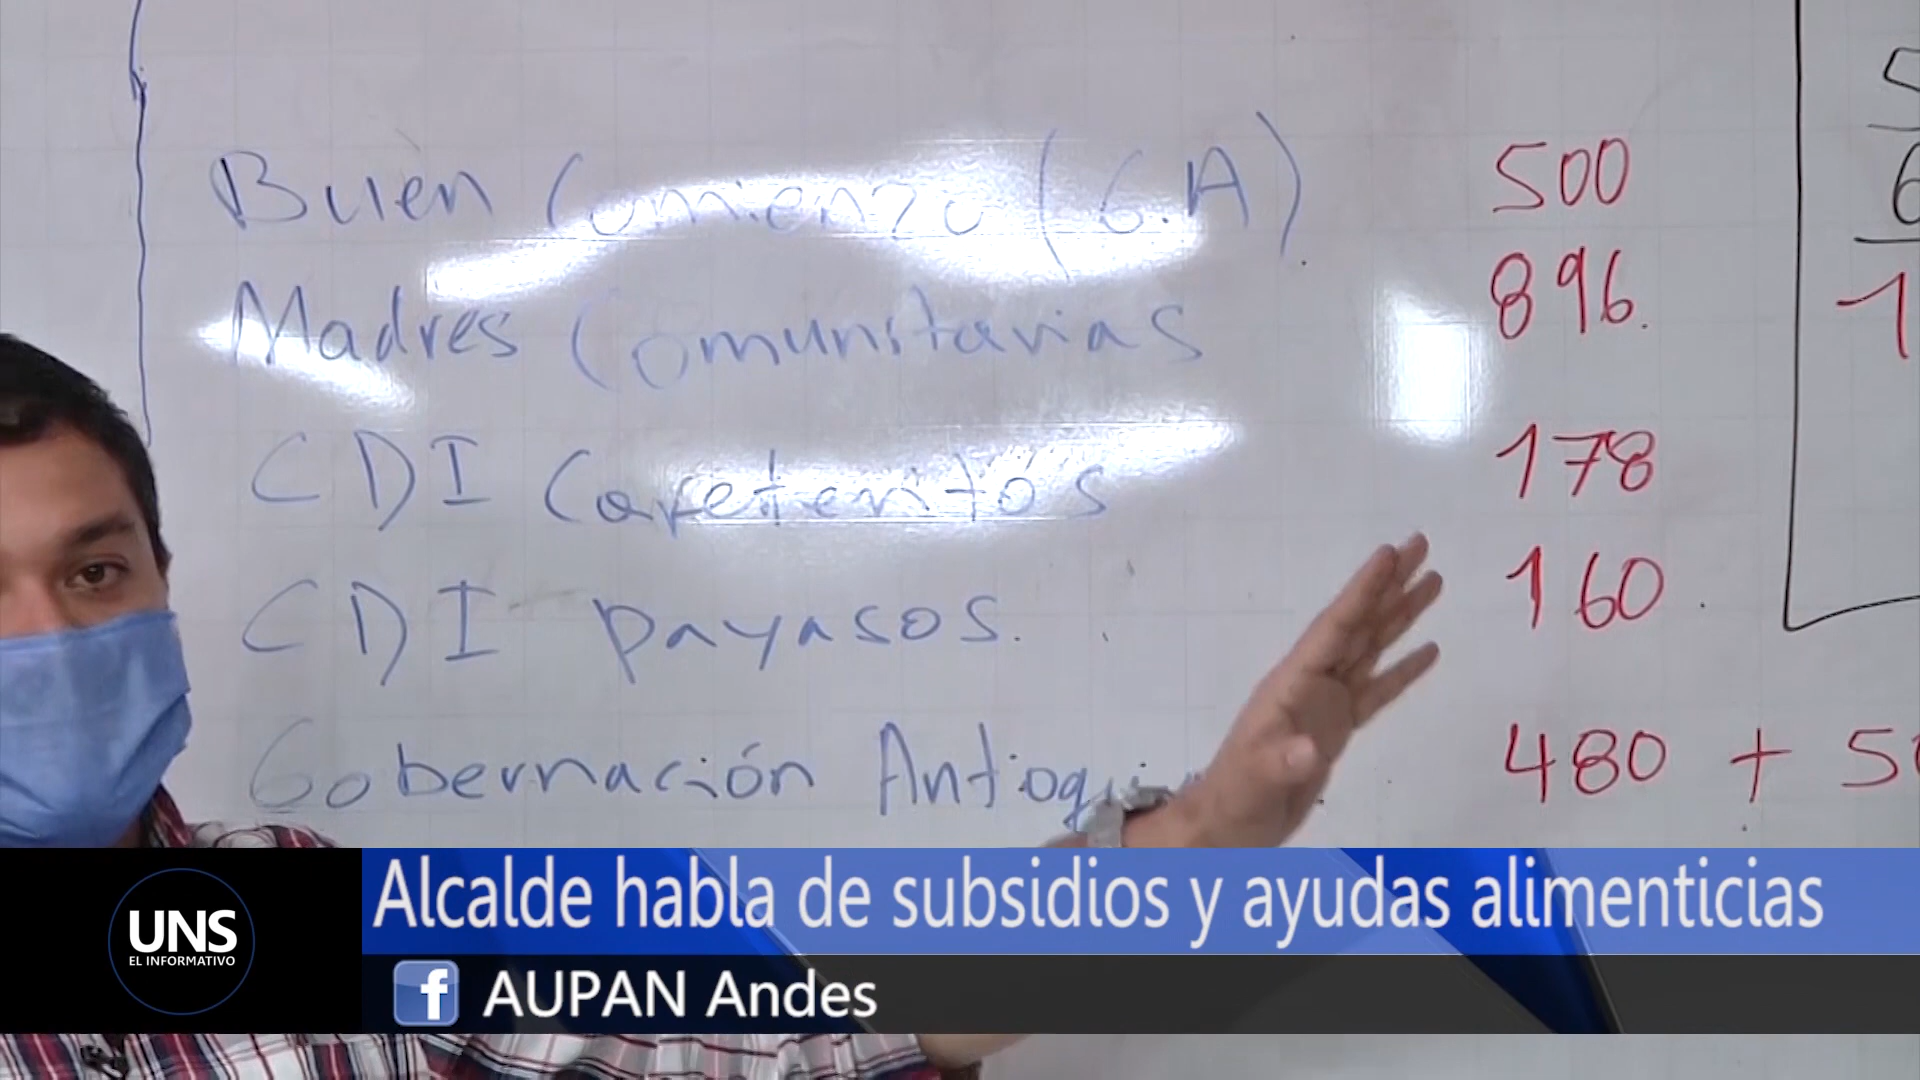 Buen Comienzo (G.A) 500
Madres Comunitarias 896.
CDI Cafeteritos 178
CDI payasos. 160
Gobernación 480 +
UNS
EL INFORMATIVO
Alcalde habla de subsidios y ayudas alimenticias
f AUPAN Andes